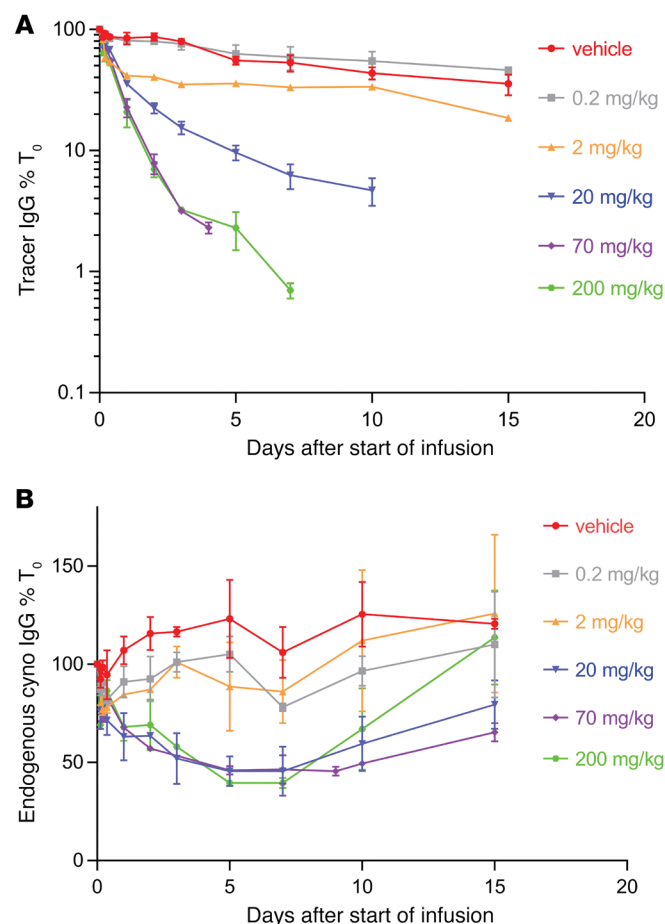 A
100
10
1
0.1
Tracer IgG % T0
0
5
10
15
20
Days after start of infusion
vehicle
0.2 mg/kg
2 mg/kg
20 mg/kg
70 mg/kg
200 mg/kg
B
150
100
50
0
Endogenous cyno IgG % T0
0
5
10
15
20
Days after start of infusion
vehicle
0.2 mg/kg
2 mg/kg
20 mg/kg
70 mg/kg
200 mg/kg